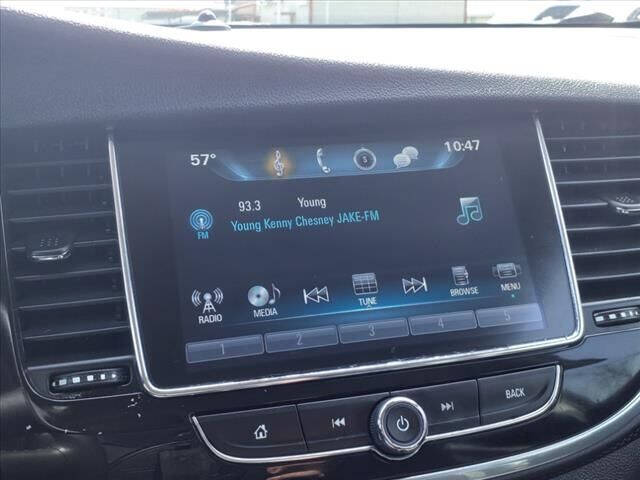 57° 10:47
93.3 Young
Young Kenny Chesney JAKE-FM
FM
RADIO MEDIA TUNE BROWSE MENU
1 2 3 4 5
BACK